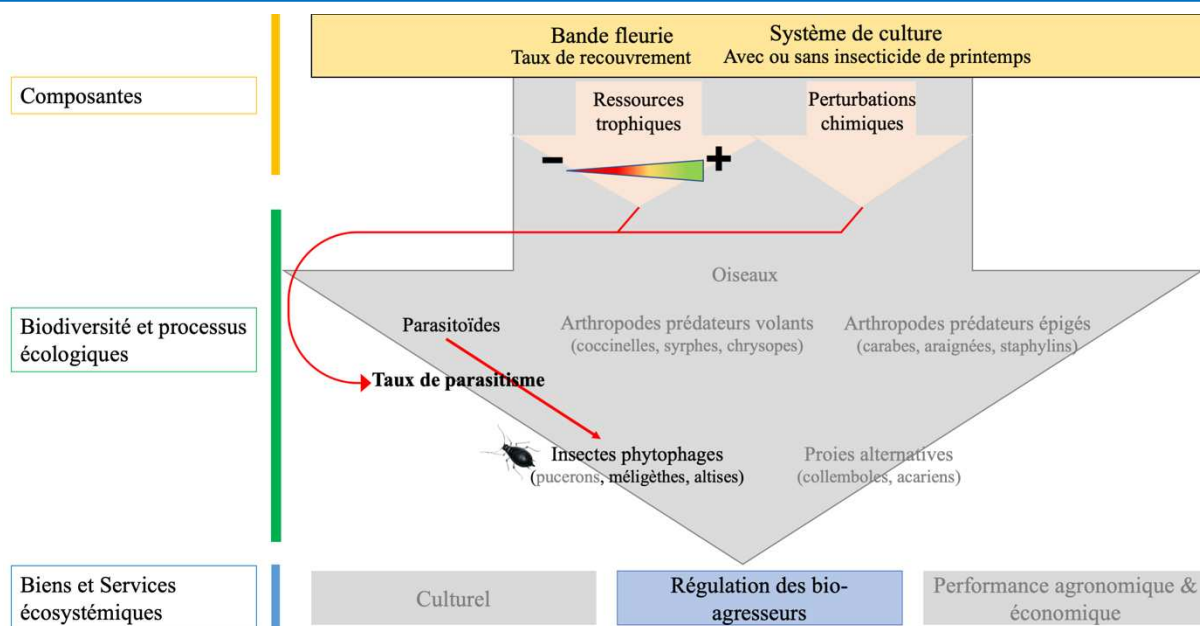 Bande fleurie
Taux de recouvrement
Système de culture
Avec ou sans insecticide de printemps
Composantes
Ressources
trophiques
Perturbations
chimiques
− +
Oiseaux
Biodiversité et processus
écologiques
Parasitoïdes
Arthropodes prédateurs volants
(coccinelles, syrphes, chrysopes)
Arthropodes prédateurs épigés
(carabes, araignées, staphylins)
Taux de parasitisme
Insectes phytophages
(pucerons, méligèthes, altises)
Proies alternatives
(collemboles, acariens)
Biens et Services
écosystémiques
Culturel
Régulation des bio-
agresseurs
Performance agronomique &
économique